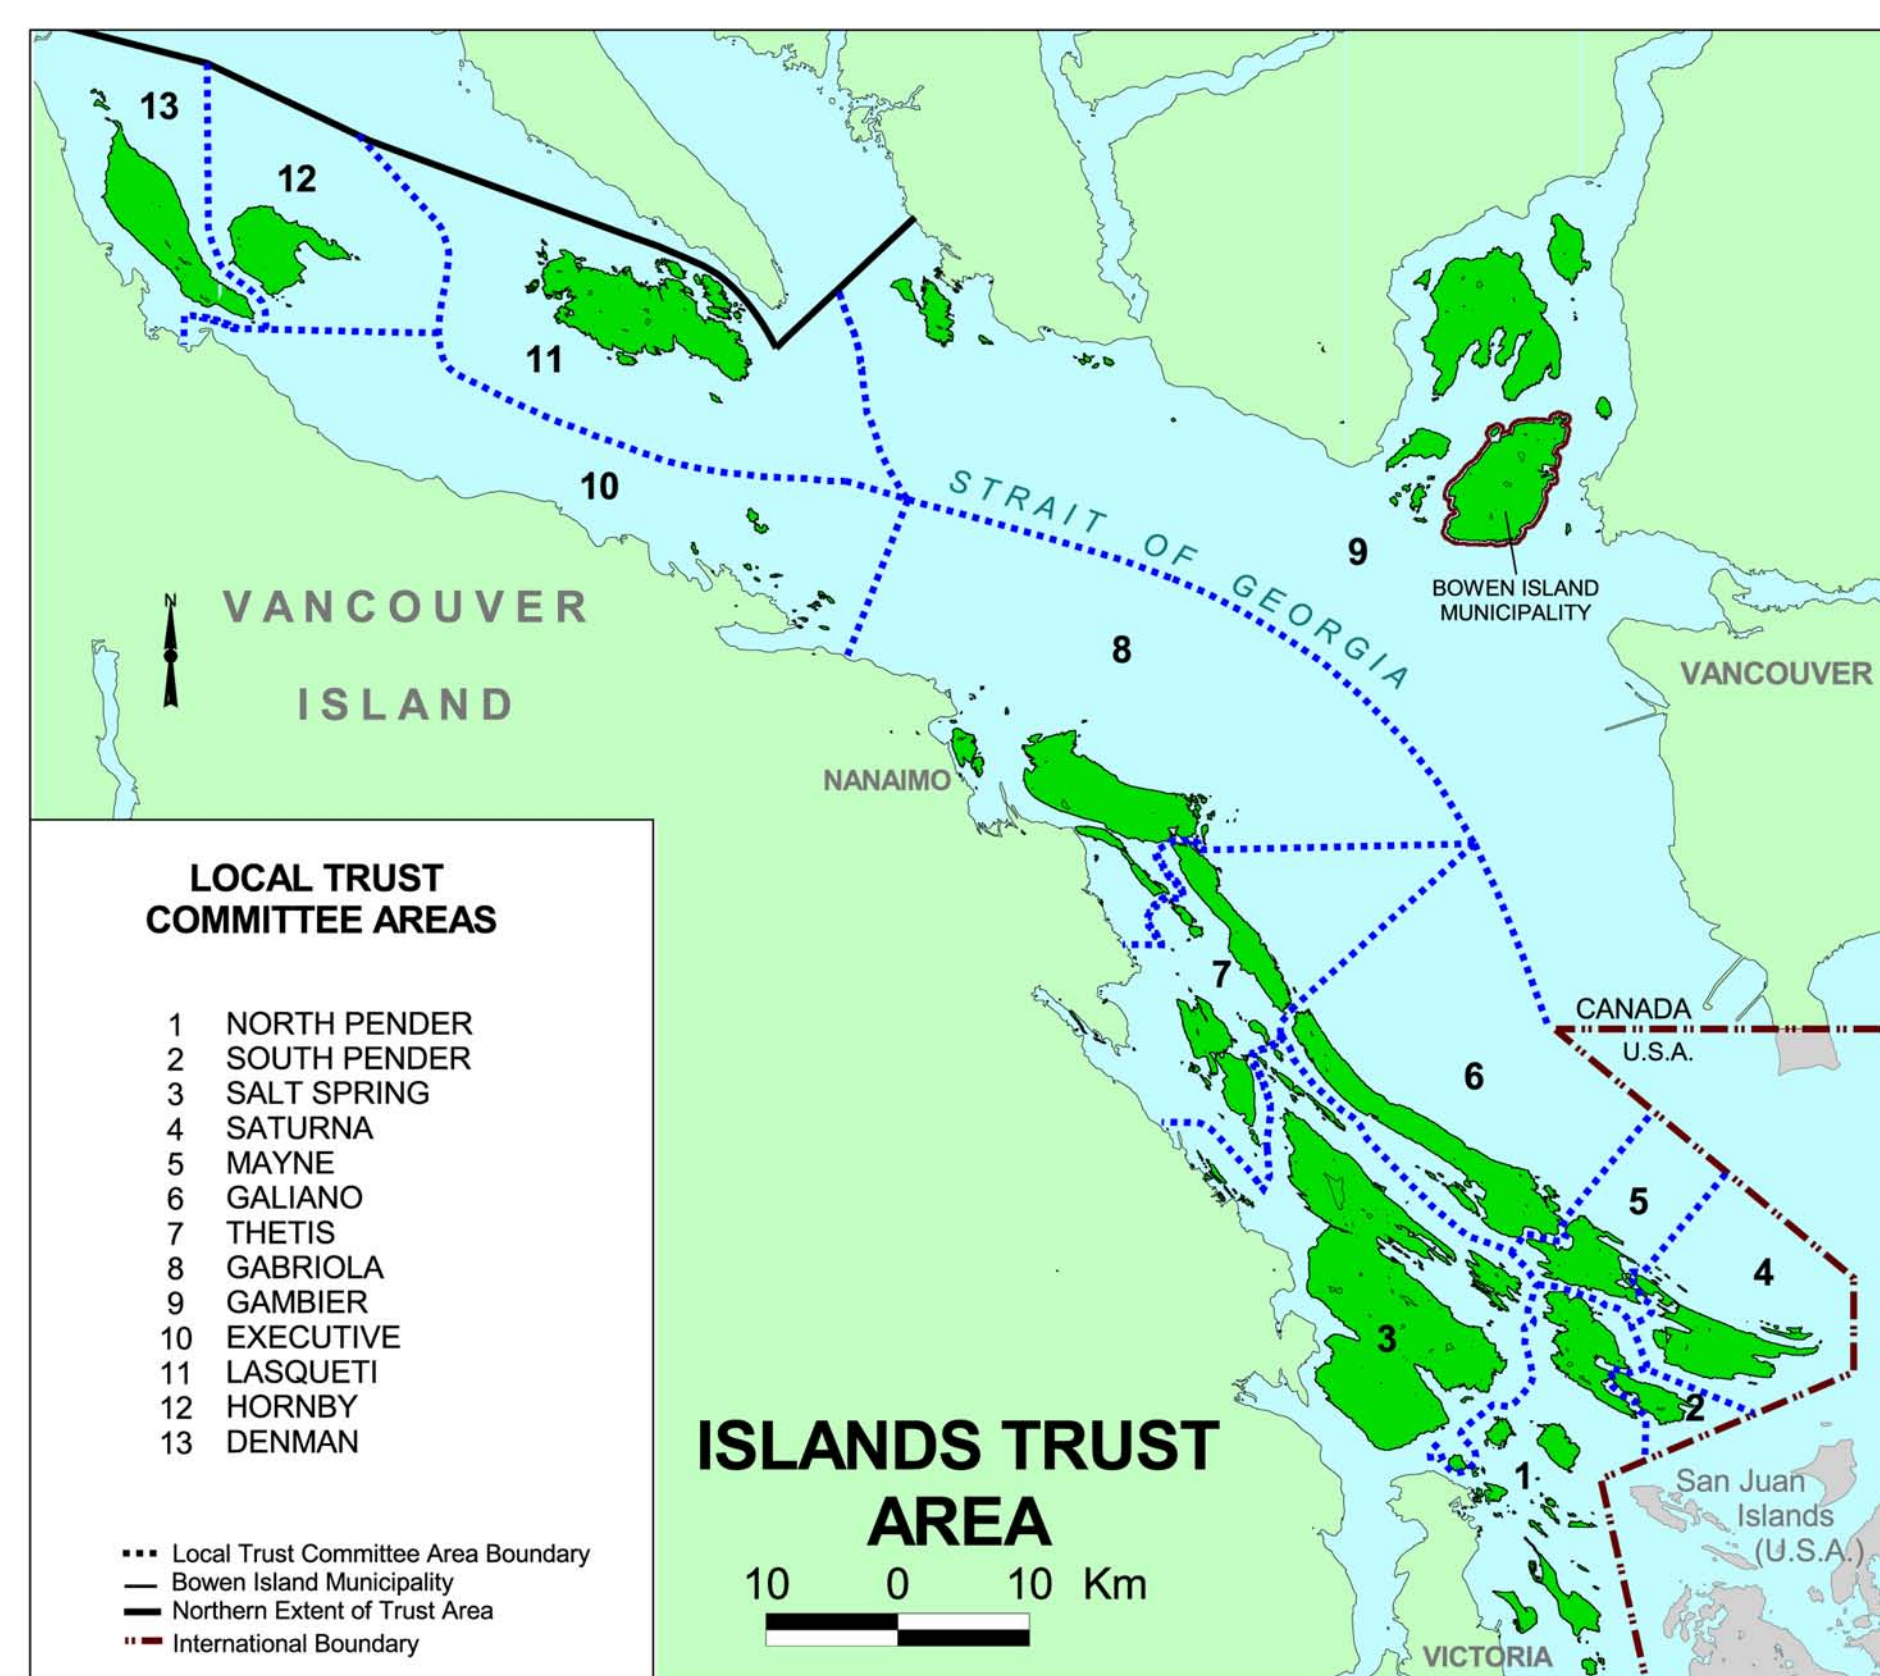 13
12
11
10
STRAIT OF GEORGIA
9
BOWEN ISLAND
MUNICIPALITY
N
VANCOUVER
ISLAND
8
VANCOUVER
NANAIMO
7
CANADA
U.S.A.
6
5
4
3
2
1
San Juan
Islands
(U.S.A.)
VICTORIA
LOCAL TRUST
COMMITTEE AREAS
1 NORTH PENDER
2 SOUTH PENDER
3 SALT SPRING
4 SATURNA
5 MAYNE
6 GALIANO
7 THETIS
8 GABRIOLA
9 GAMBIER
10 EXECUTIVE
11 LASQUETI
12 HORNBY
13 DENMAN
Local Trust Committee Area Boundary
Bowen Island Municipality
Northern Extent of Trust Area
International Boundary
ISLANDS TRUST
AREA
10 0 10 Km